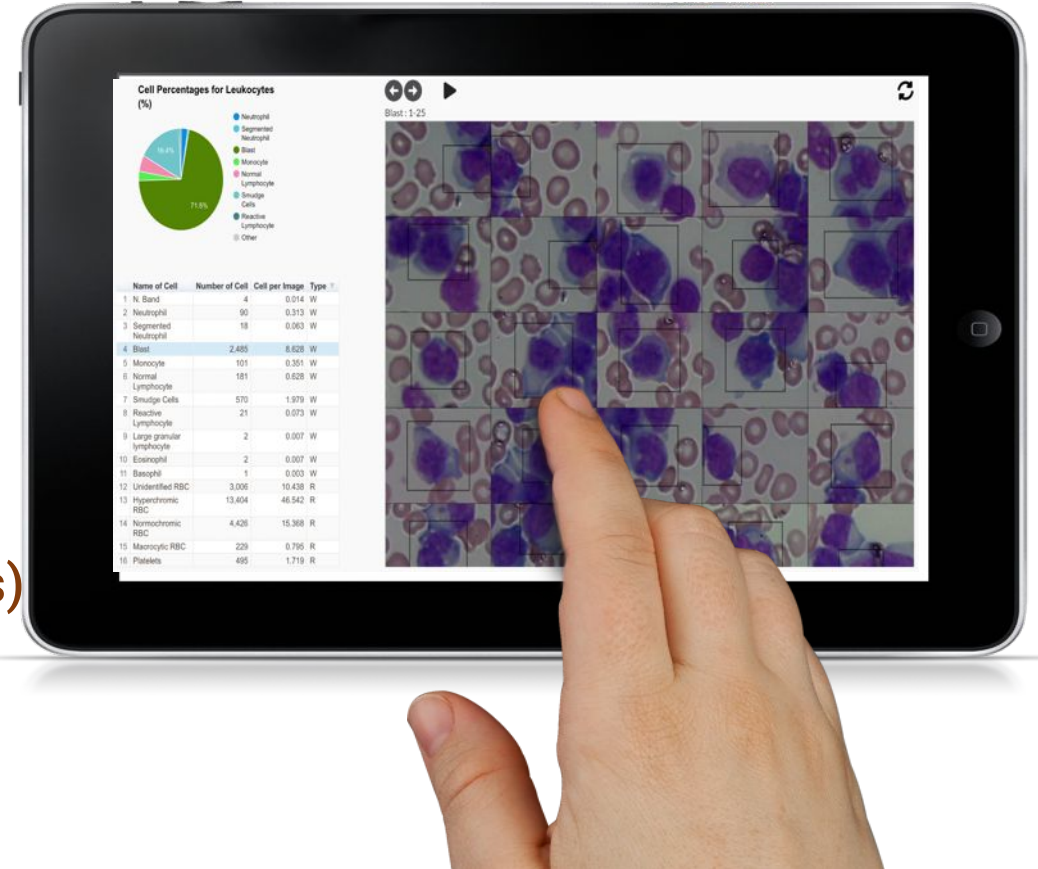 Cell Percentages for Leukocytes
(%)
16.4%
71.6%
Neutrophil
Segmented
Neutrophil
Blast
Monocyte
Normal
Lymphocyte
Smudge
Cells
Reactive
Lymphocyte
Other
Blast : 1-25
Name of Cell Number of Cell Cell per Image Type
1 N. Band 4 0.014 W
2 Neutrophil 90 0.313 W
3 Segmented 18 0.063 W
Neutrophil
4 Blast 2,485 8.628 W
5 Monocyte 101 0.351 W
6 Normal 181 0.628 W
Lymphocyte
7 Smudge Cells 570 1.979 W
8 Reactive 21 0.073 W
Lymphocyte
9 Large granular 2 0.007 W
lymphocyte
10 Eosinophil 2 0.007 W
11 Basophil 1 0.003 W
12 Unidentified RBC 3,006 10.438 R
13 Hyperchromic 13,404 46.542 R
RBC
14 Normochromic 4,426 15.368 R
RBC
15 Macrocytic RBC 229 0.795 R
16 Platelets 495 1.719 R
s)